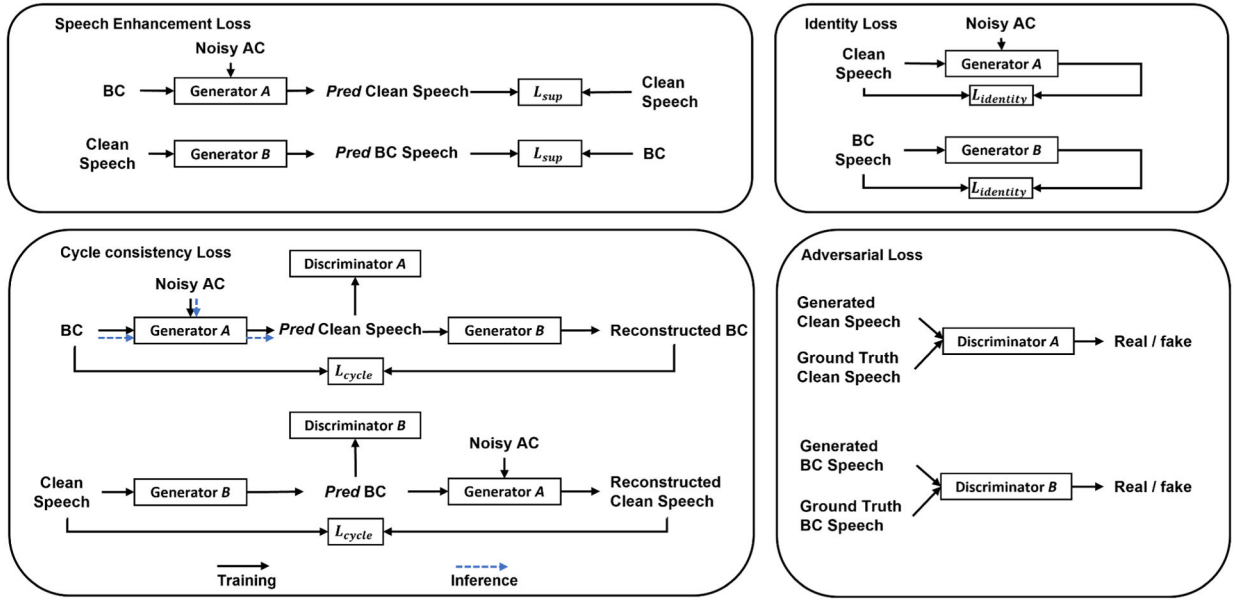 Speech Enhancement Loss
Noisy AC
BC
Generator A
Pred Clean Speech
L_sup
Clean
Speech
Clean
Speech
Generator B
Pred BC Speech
L_sup
BC
Identity Loss
Noisy AC
Clean
Speech
Generator A
L_identity
BC
Speech
Generator B
L_identity
Cycle consistency Loss
Discriminator A
Noisy AC
BC
Generator A
Pred Clean Speech
Generator B
Reconstructed BC
L_cycle
Discriminator B
Noisy AC
Clean
Speech
Generator B
Pred BC
Generator A
Reconstructed
Clean Speech
L_cycle
Training
Inference
Adversarial Loss
Generated
Clean Speech
Ground Truth
Clean Speech
Discriminator A
Real / fake
Generated
BC Speech
Ground Truth
BC Speech
Discriminator B
Real / fake